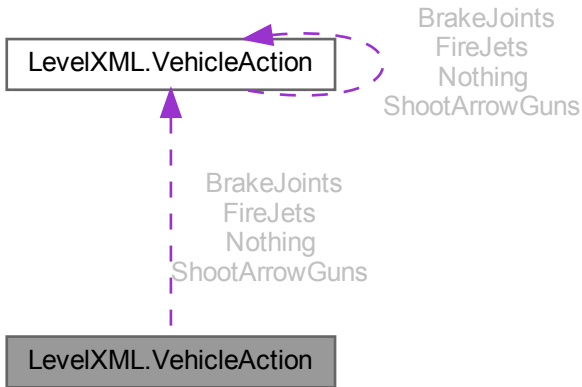 BrakeJoints
FireJets
Nothing
ShootArrowGuns
LevelXML.VehicleAction
BrakeJoints
FireJets
Nothing
ShootArrowGuns
LevelXML.VehicleAction